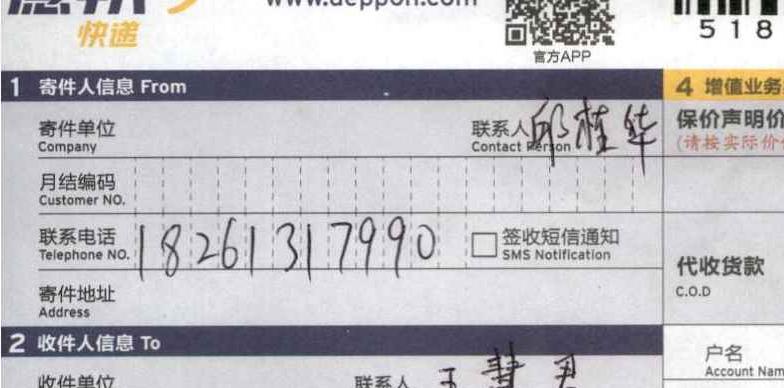 德邦
www.deppon.com
快递
官方APP
518
1 寄件人信息 From
4 增值业务
寄件单位
Company
联系人 邱桂华
Contact Person
保价声明价
(请按实际价
月结编码
Customer NO.
联系电话 18261317990
Telephone NO.
签收短信通知
SMS Notification
代收货款
C.O.D
寄件地址
Address
2 收件人信息 To
户名
Account Nam
收件单位
联系人 王慧